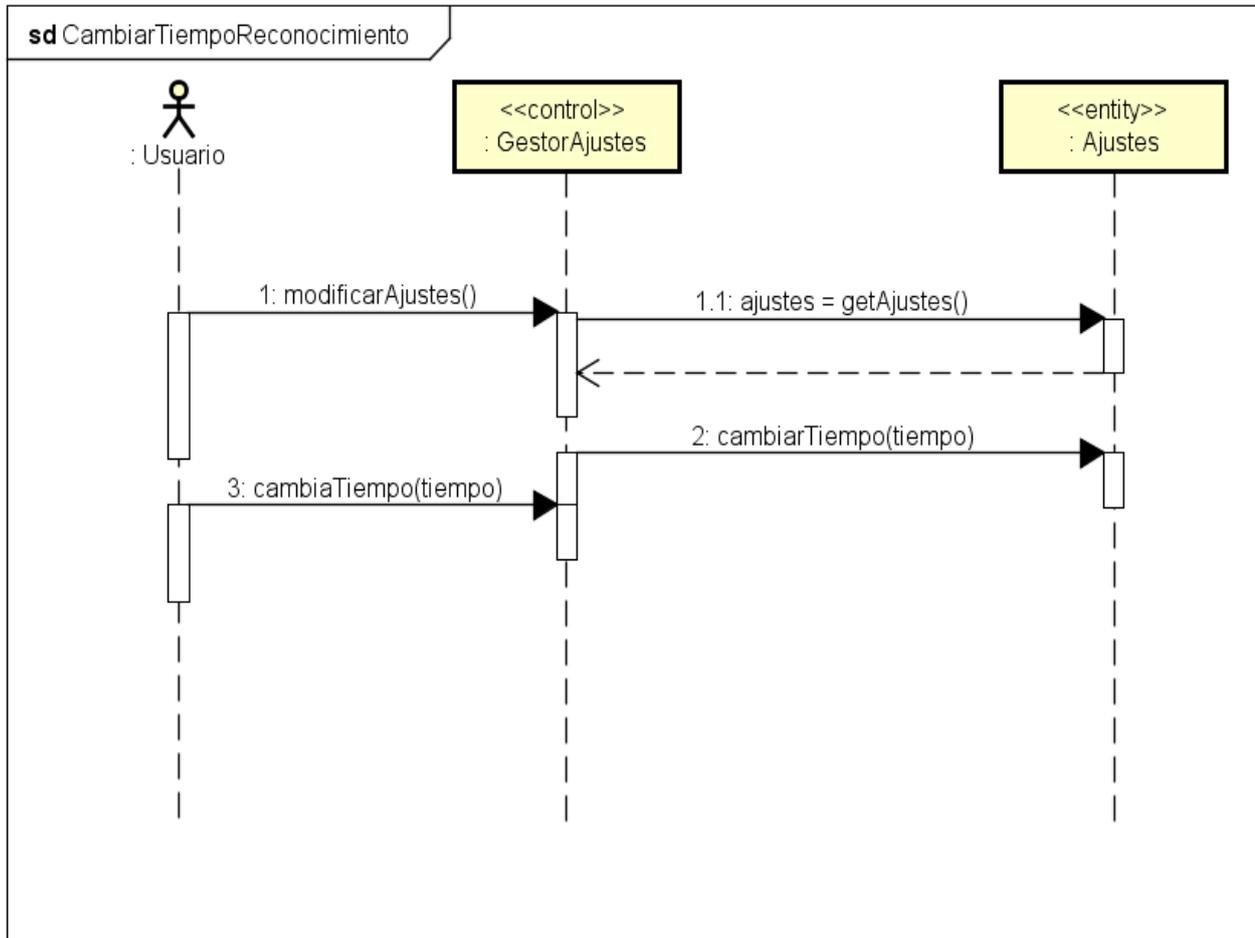 sd CambiarTiempoReconocimiento
: Usuario
<<control>>
: GestorAjustes
<<entity>>
: Ajustes
1: modificarAjustes()
1.1: ajustes = getAjustes()
2: cambiarTiempo(tiempo)
3: cambiaTiempo(tiempo)